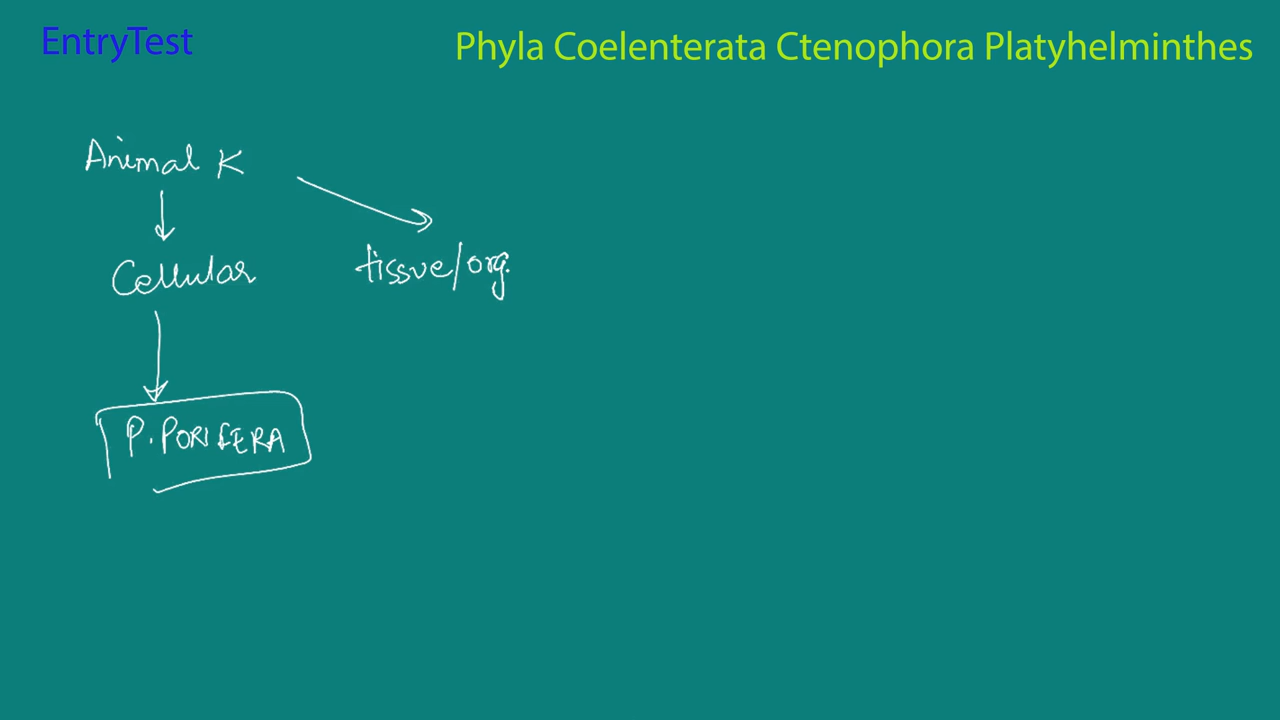 EntryTest
Phyla Coelenterata Ctenophora Platyhelminthes
Animal K
Cellular
tissue/org.
P. PORIFERA